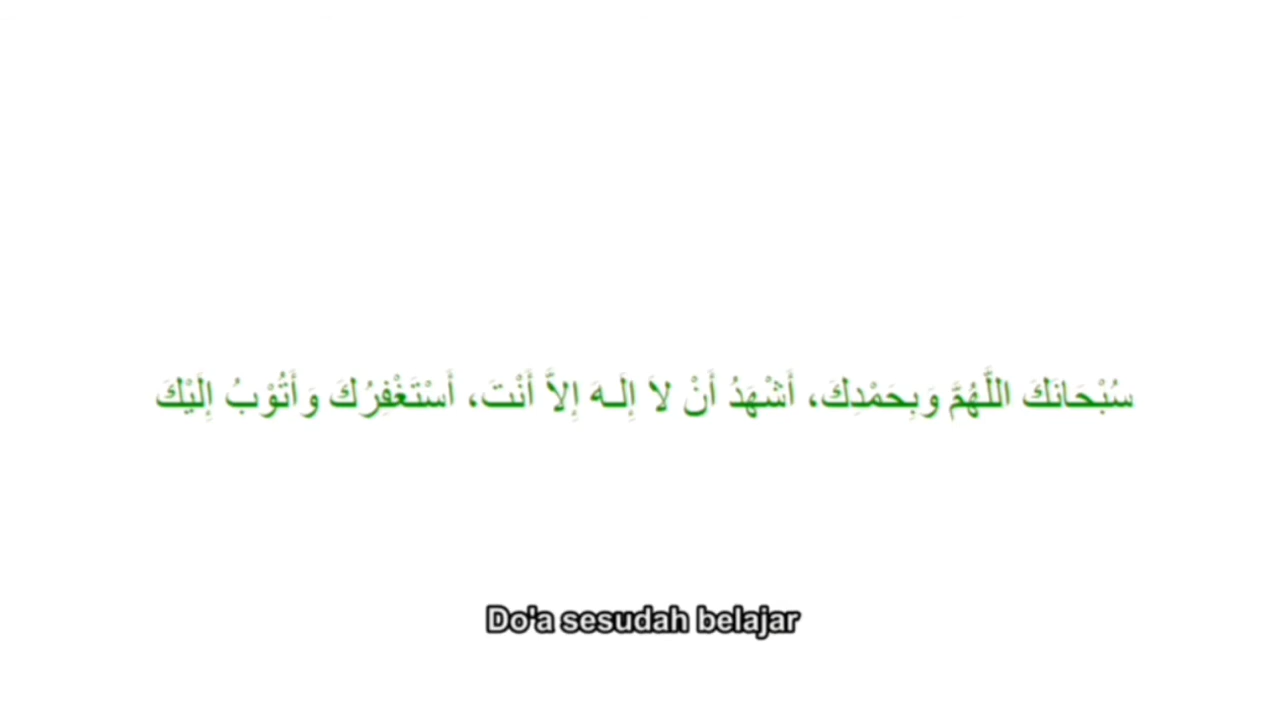 سُبْحَانَكَ اللَّهُمَّ وَبِحَمْدِكَ، أَشْهَدُ أَنْ لاَ إِلَـهَ إِلاَّ أَنْتَ، أَسْتَغْفِرُكَ وَأَتُوْبُ إِلَيْكَ
Do'a sesudah belajar